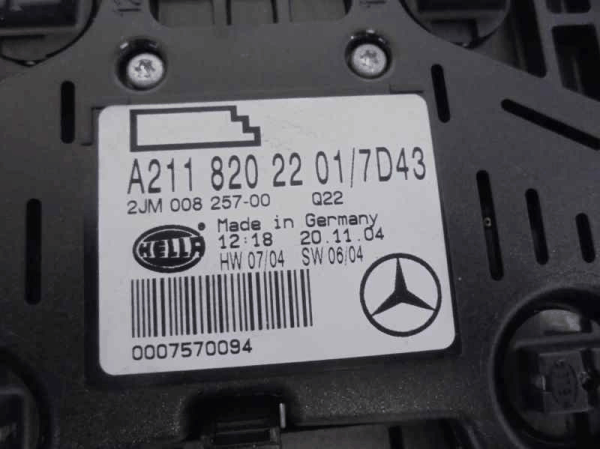 A211 820 22 01/7D43
2JM 008 257-00 Q22
Made in Germany
HELLA 12:18 20.11.04
HW 07/04 SW 06/04
0007570094
HELLA